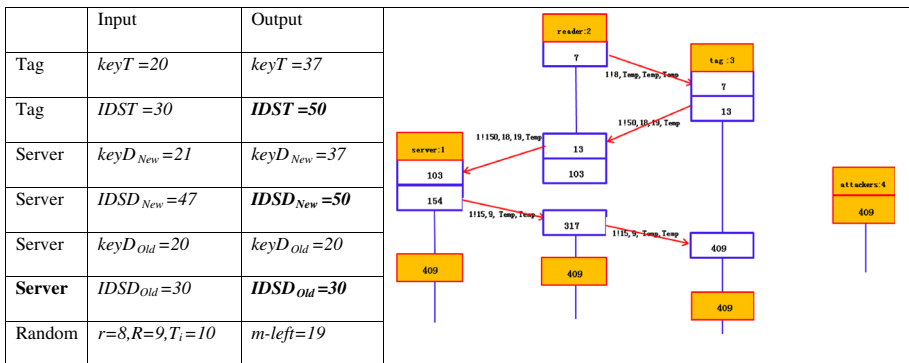 Input Output
Tag keyT =20 keyT =37
Tag IDST =30 IDST =50
Server keyD New =21 keyD New =37
Server IDSD New =47 IDSD New =50
Server keyD Old =20 keyD Old =20
Server IDSD Old =30 IDSD Old =30
Random r=8,R=9,T i =10 m-left=19
reader:2
7
1!8,Temp,Temp,Temp
tag :3
7
13
1!50,18,19,Temp
1!150,18,19,Temp
server:1
13
103
103
attackers:4
154
409
1!15,9, Temp,Temp
317
1!15,9, Temp,Temp
409
409
409
409